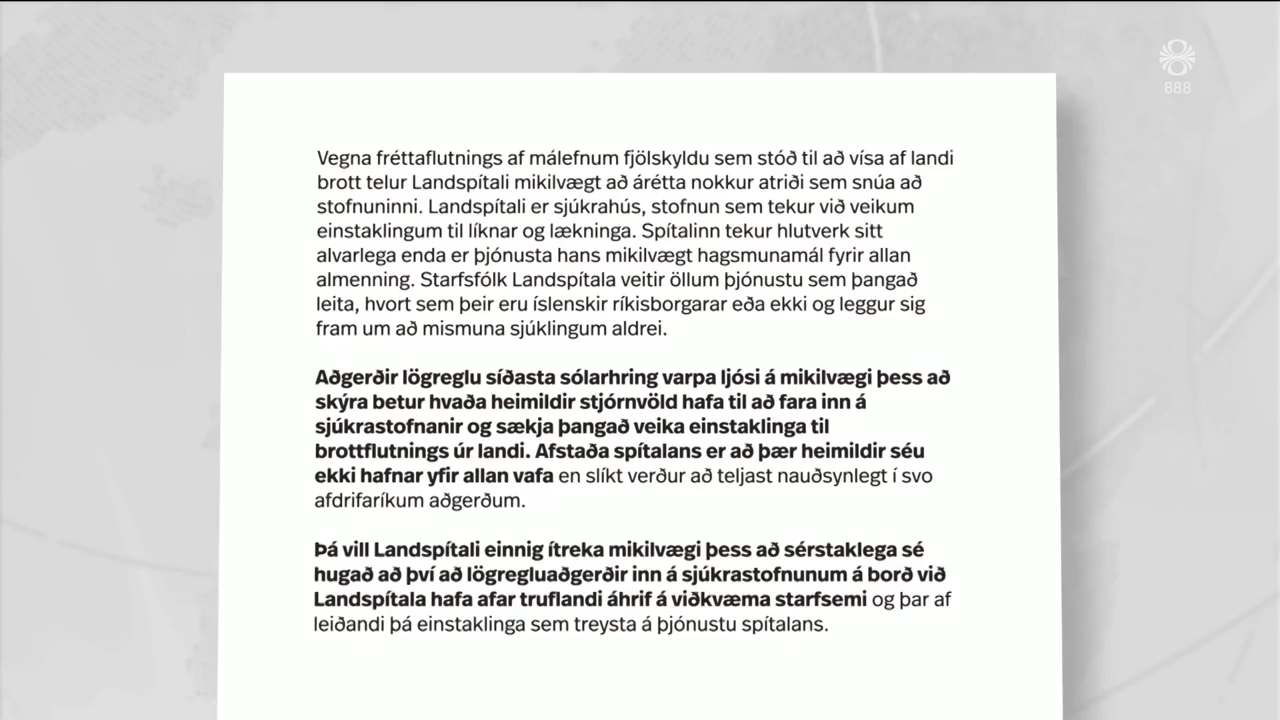 888
Vegna fréttaflutnings af málefnum fjölskyldu sem stóð til að vísa af landi
brott telur Landspítali mikilvægt að árétta nokkur atriði sem snúa að
stofnuninni. Landspítali er sjúkrahús, stofnun sem tekur við veikum
einstaklingum til líknar og lækninga. Spítalinn tekur hlutverk sitt
alvarlega enda er þjónusta hans mikilvægt hagsmunamál fyrir allan
almenning. Starfsfólk Landspítala veitir öllum þjónustu sem þangað
leita, hvort sem þeir eru íslenskir ríkisborgarar eða ekki og leggur sig
fram um að mismuna sjúklingum aldrei.
Aðgerðir lögreglu síðasta sólarhring varpa ljósi á mikilvægi þess að
skýra betur hvaða heimildir stjórnvöld hafa til að fara inn á
sjúkrastofnanir og sækja þangað veika einstaklinga til
brottflutnings úr landi. Afstaða spítalans er að þær heimildir séu
ekki hafnar yfir allan vafa en slíkt verður að teljast nauðsynlegt í svo
afdrifaríkum aðgerðum.
Þá vill Landspítali einnig ítreka mikilvægi þess að sérstaklega sé
hugað að því að lögregluaðgerðir inn á sjúkrastofnunum á borð við
Landspítala hafa afar truflandi áhrif á viðkvæma starfsemi og þar af
leiðandi þá einstaklinga sem treysta á þjónustu spítalans.